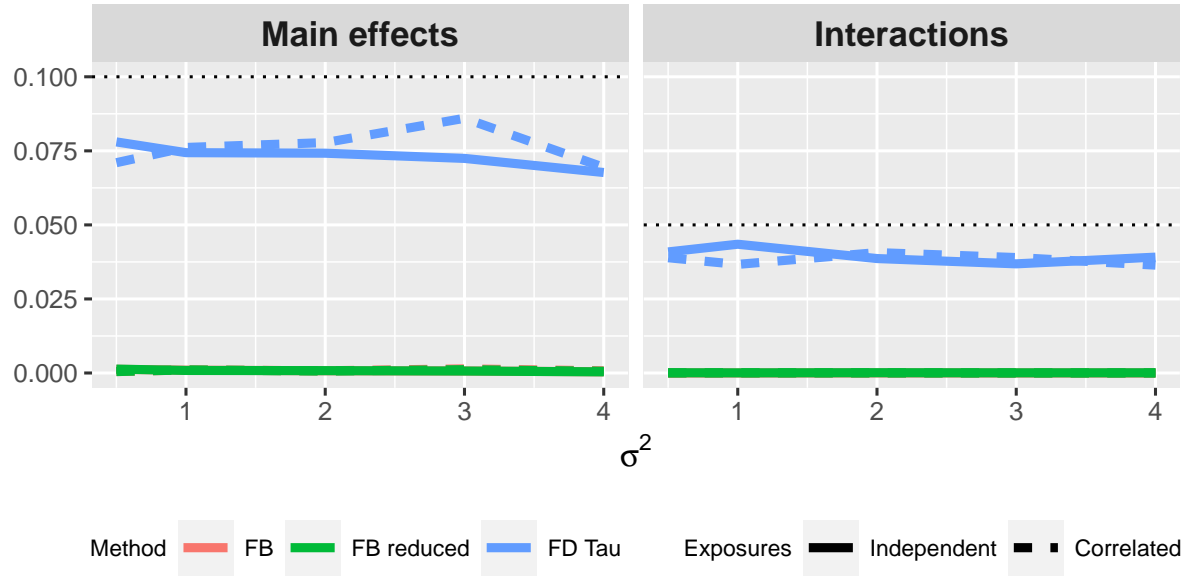 Main effects Interactions
0.100
0.075
0.050
0.025
0.000
1 2 3 4 1 2 3 4
σ²
Method FB FB reduced FD Tau Exposures Independent Correlated